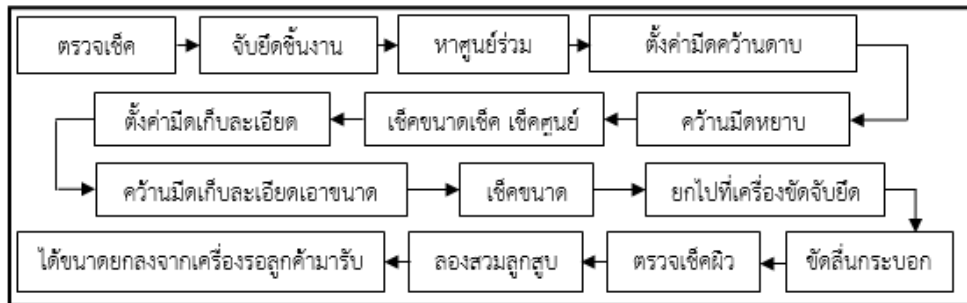 ตรวจเช็ค
จับยึดชิ้นงาน
หาศูนย์ร่วม
ตั้งค่ามีดคว้านดาบ
คว้านมีดหยาบ
เช็คขนาดเช็ค เช็คศูนย์
ตั้งค่ามีดเก็บละเอียด
คว้านมีดเก็บละเอียดเอาขนาด
เช็คขนาด
ยกไปที่เครื่องขัดจับยึด
ขัดลื่นกระบอก
ตรวจเช็คผิว
ลองสวมลูกสูบ
ได้ขนาดยกลงจากเครื่องรอลูกค้ามารับ